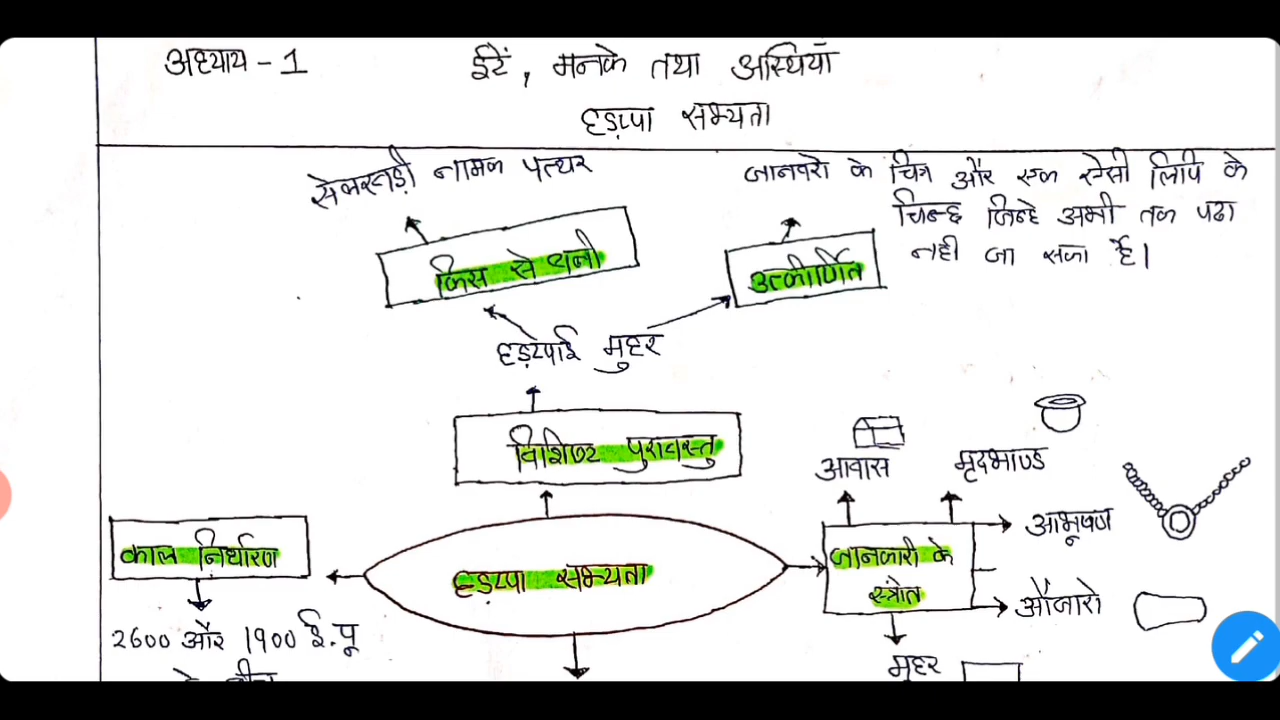 अध्याय - 1
ईंटें, मनके तथा अस्थियाँ
हड़प्पा सभ्यता
सेलखड़ी नामक पत्थर
जानवरो के चित्र और एक ऐसी लिपि के
चिन्ह जिन्हे अभी तक पढा
नही जा सका है।
किस से बनी
उत्कीर्णित
हड़प्पाई मुहर
विशिष्ट पुरावस्तु
आवास
मृदभाण्ड
आभूषण
काल निर्धारण
हड़प्पा सभ्यता
जानकारी के
स्त्रोत
औजारो
2600 और 1900 ई.पू
मुहर